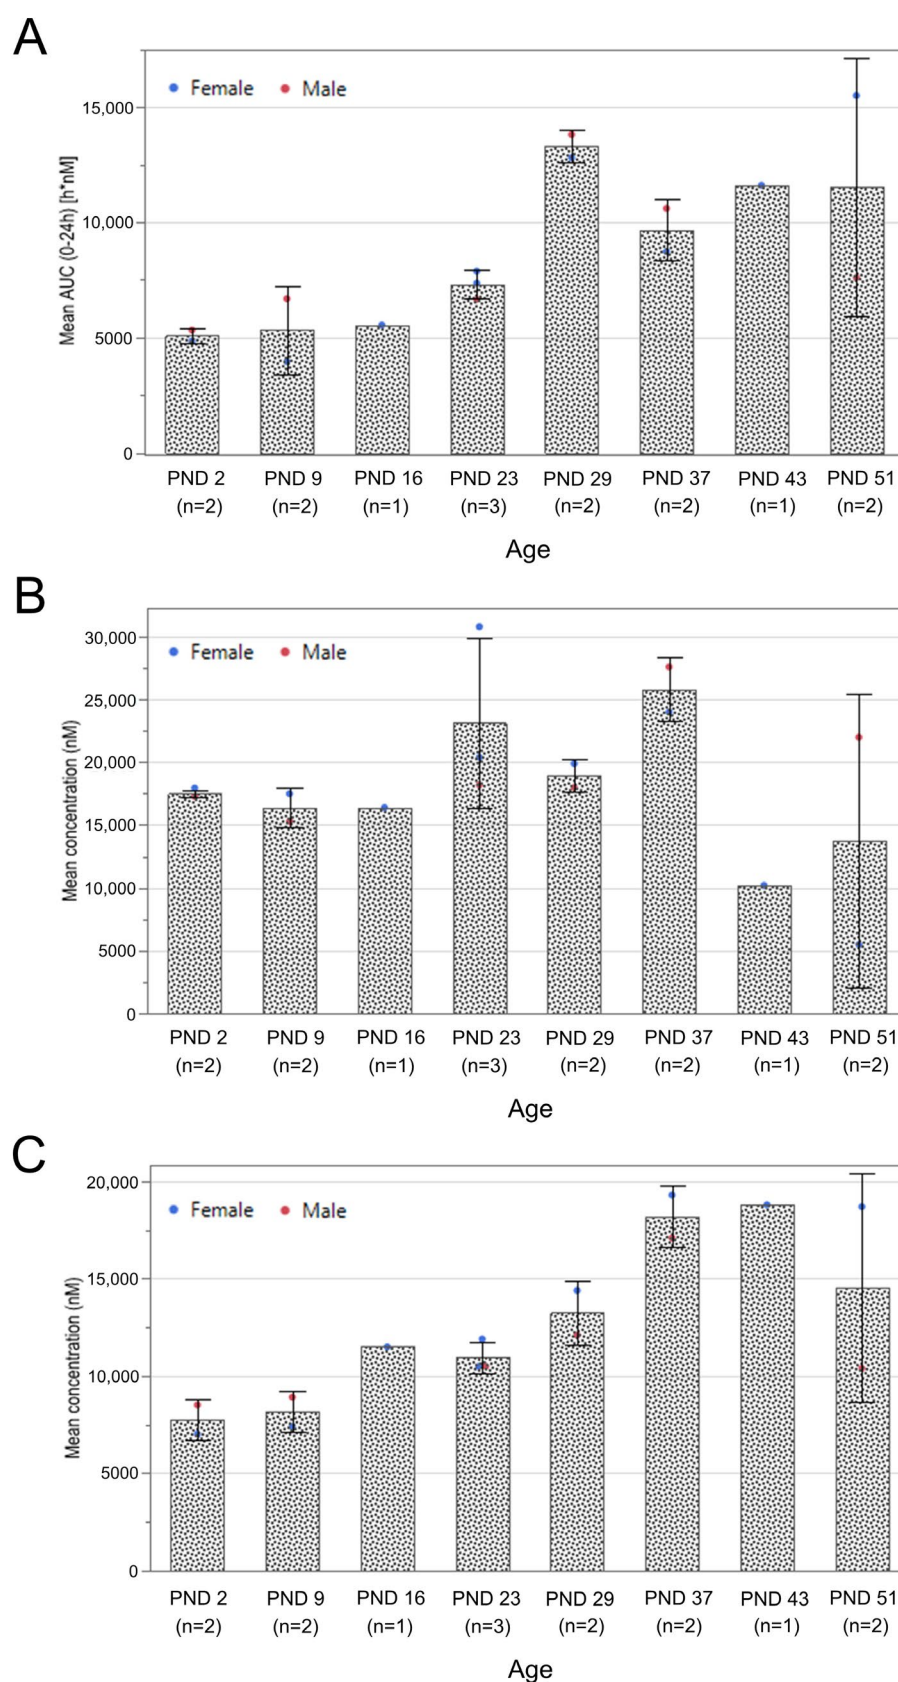 A
Female Male
Mean AUC (0-24h) [h*nM]
15,000
10,000
5000
0
PND 2 PND 9 PND 16 PND 23 PND 29 PND 37 PND 43 PND 51
(n=2) (n=2) (n=1) (n=3) (n=2) (n=2) (n=1) (n=2)
Age
B
Female Male
Mean concentration (nM)
30,000
25,000
20,000
15,000
10,000
5000
0
PND 2 PND 9 PND 16 PND 23 PND 29 PND 37 PND 43 PND 51
(n=2) (n=2) (n=1) (n=3) (n=2) (n=2) (n=1) (n=2)
Age
C
Female Male
Mean concentration (nM)
20,000
15,000
10,000
5000
0
PND 2 PND 9 PND 16 PND 23 PND 29 PND 37 PND 43 PND 51
(n=2) (n=2) (n=1) (n=3) (n=2) (n=2) (n=1) (n=2)
Age